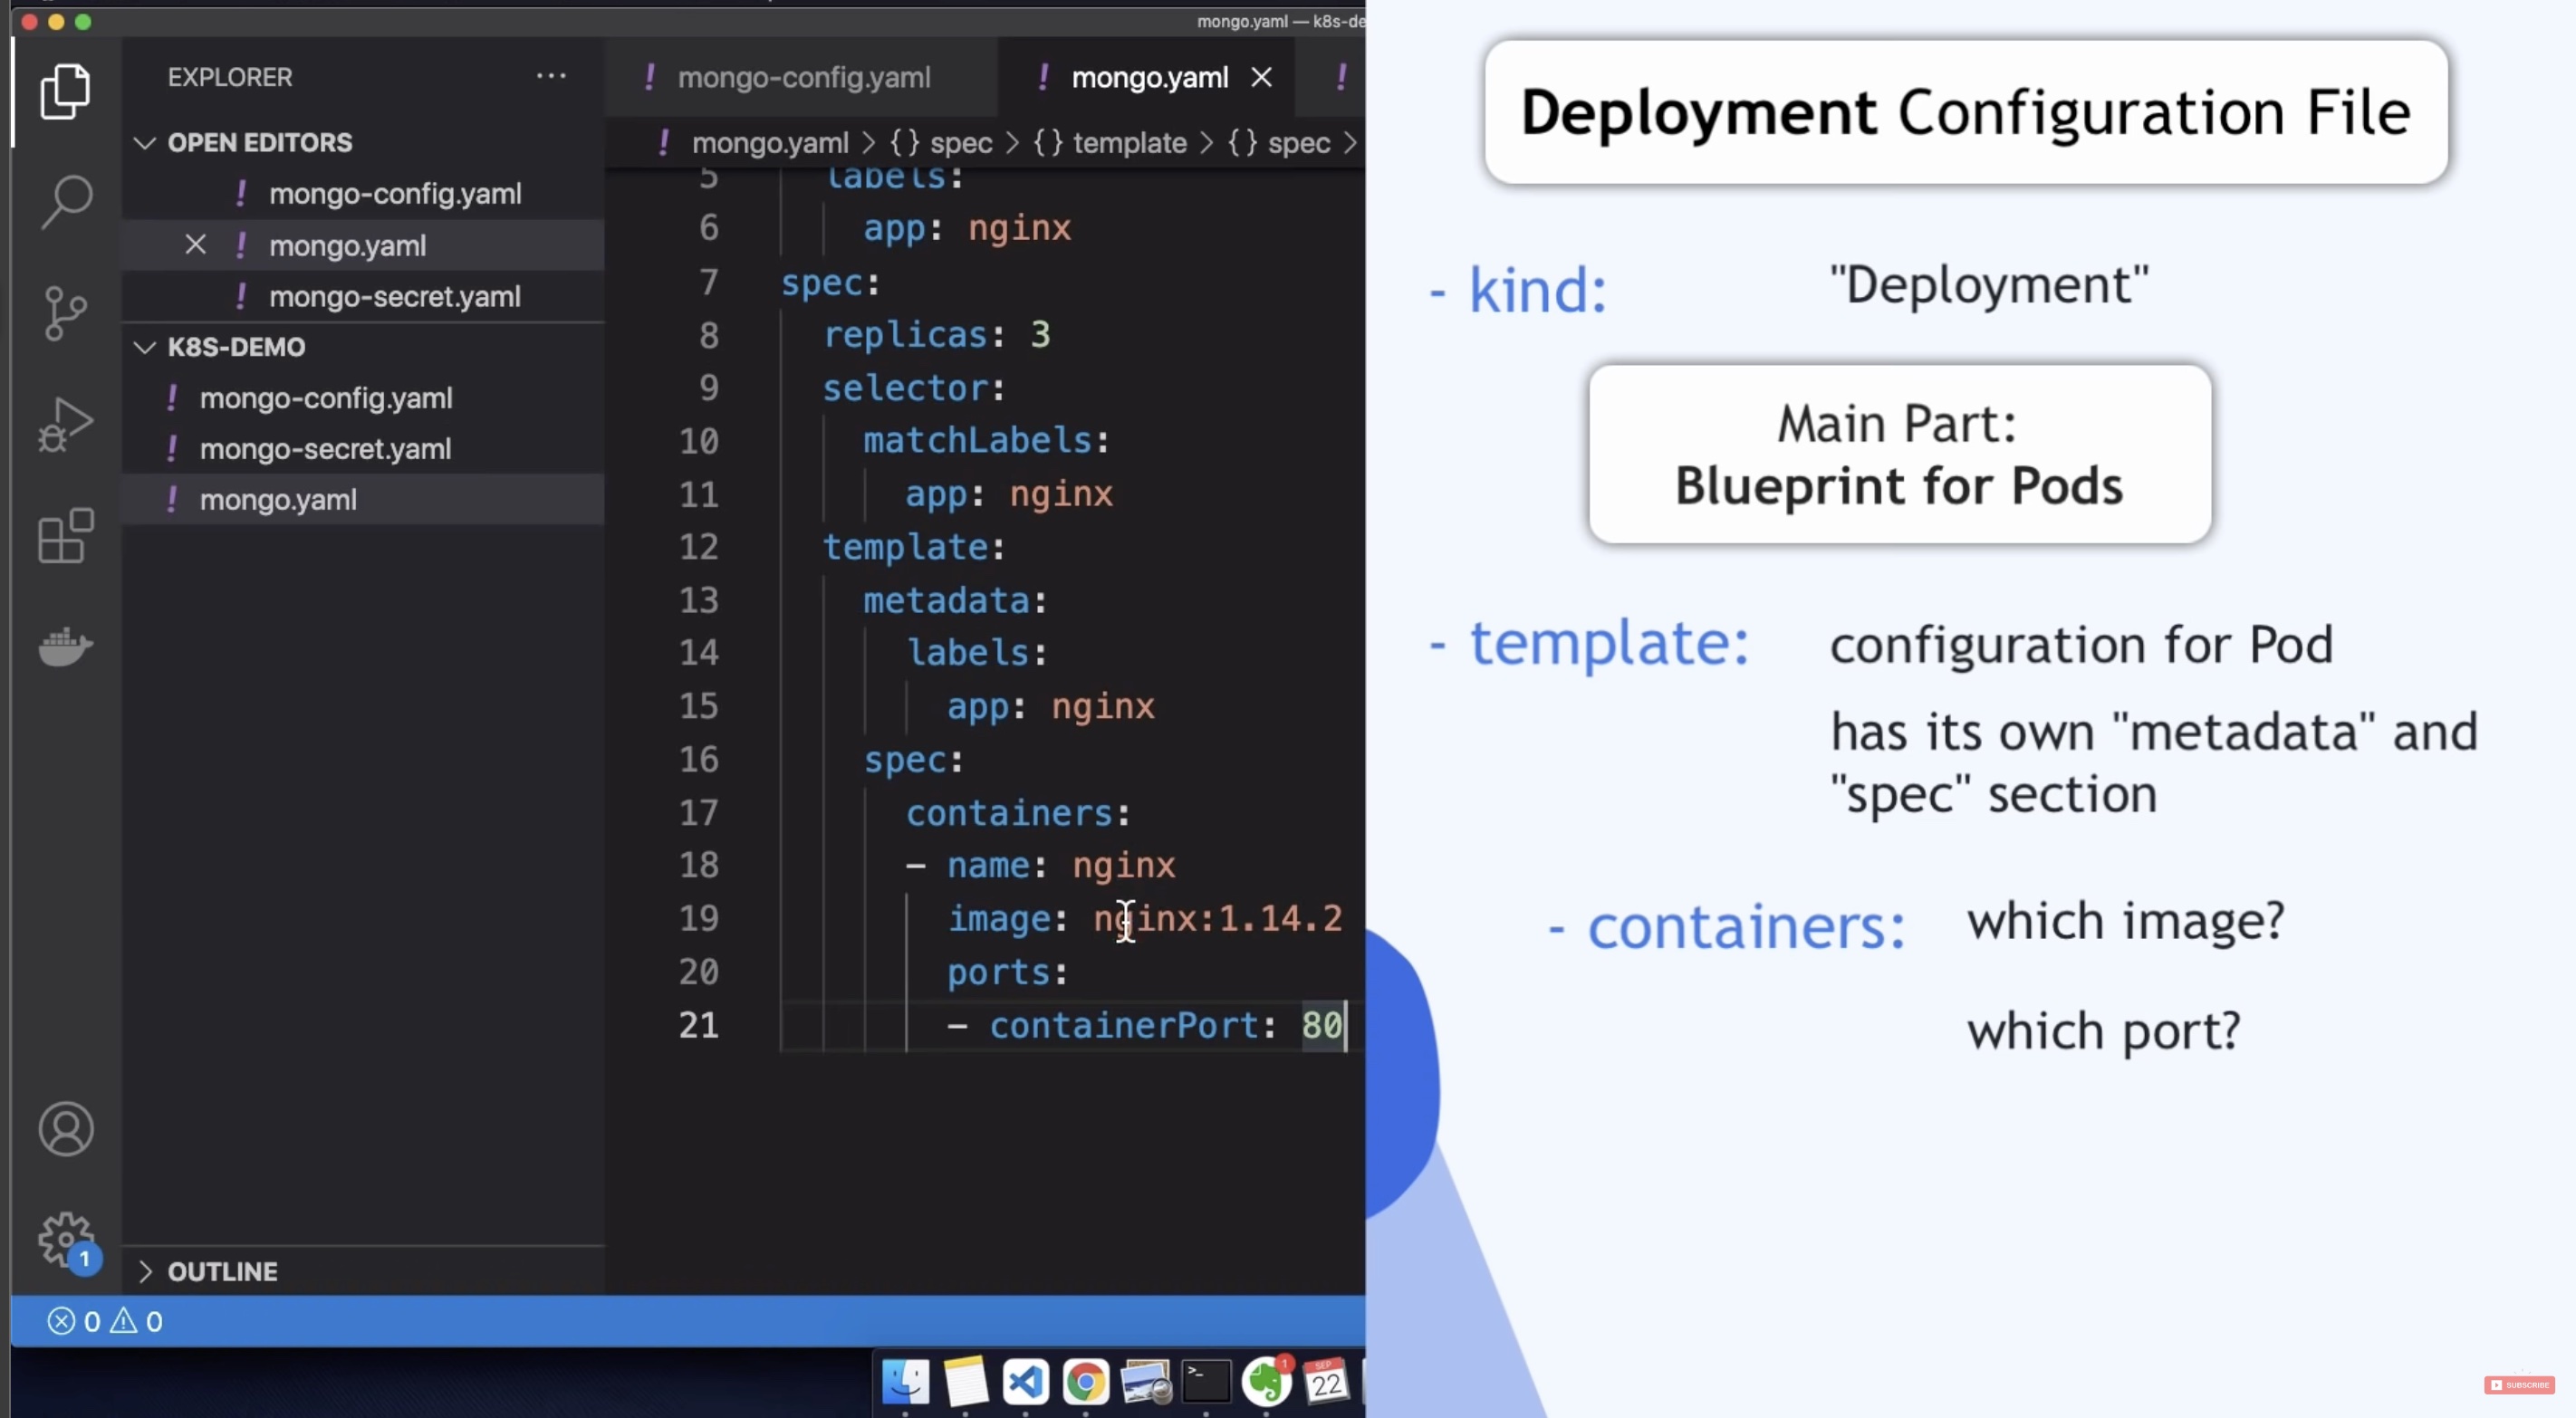 mongo.yaml — k8s-de
EXPLORER
OPEN EDITORS
mongo-config.yaml
mongo.yaml
mongo-secret.yaml
K8S-DEMO
mongo-config.yaml
mongo-secret.yaml
mongo.yaml
OUTLINE
0 0
1
mongo-config.yaml mongo.yaml
mongo.yaml > {} spec > {} template > {} spec >
5 labels:
6 app: nginx
7 spec:
8 replicas: 3
9 selector:
10 matchLabels:
11 app: nginx
12 template:
13 metadata:
14 labels:
15 app: nginx
16 spec:
17 containers:
18 - name: nginx
19 image: nginx:1.14.2
20 ports:
21 - containerPort: 80
1
SEP
22
Deployment Configuration File
- kind: "Deployment"
Main Part:
Blueprint for Pods
- template: configuration for Pod
has its own "metadata" and
"spec" section
- containers: which image?
which port?
SUBSCRIBE